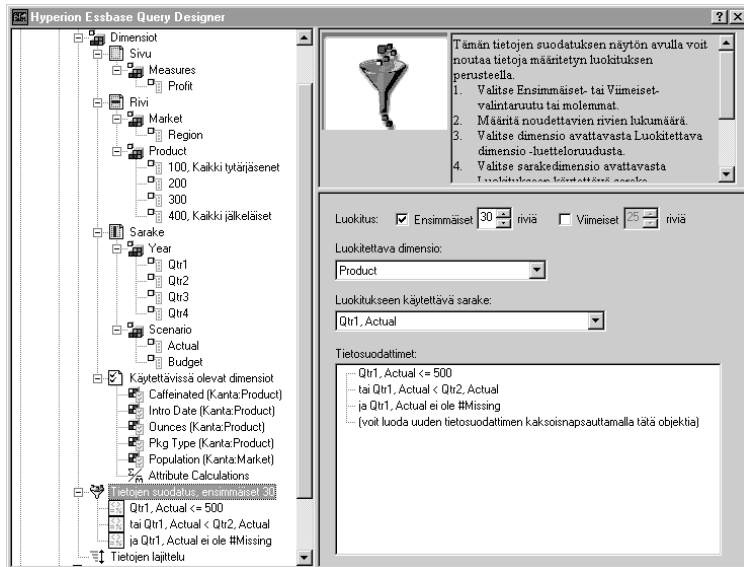 Hyperion Essbase Query Designer
Dimensiot
Sivu
Measures
Profit
Rivi
Market
Region
Product
100, Kaikki tytärjäsenet
200
300
400, Kaikki jälkeläiset
Sarake
Year
Qtr1
Qtr2
Qtr3
Qtr4
Scenario
Actual
Budget
Käytettävissä olevat dimensiot
Caffeinated (Kanta:Product)
Intro Date (Kanta:Product)
Ounces (Kanta:Product)
Pkg Type (Kanta:Product)
Population (Kanta:Market)
Attribute Calculations
Tietojen suodatus, ensimmäiset 30
Qtr1, Actual <= 500
tai Qtr1, Actual < Qtr2, Actual
ja Qtr1, Actual ei ole #Missing
Tietojen lajittelu
Tämän tietojen suodatuksen näytön avulla voit
noutaa tietoja määritetyn luokituksen
perusteella.
1. Valitse Ensimmäiset- tai Viimeiset-
valintaruutu tai molemmat.
2. Määritä noudettavien rivien lukumäärä.
3. Valitse dimensio avattavasta Luokitettava
dimensio -luetteloruudusta.
4. Valitse sarakedimensio avattavasta
Luokitukseen käytettävä sarake
Luokitus: Ensimmäiset 30 riviä Viimeiset 25 riviä
Luokitettava dimensio:
Product
Luokitukseen käytettävä sarake:
Qtr1, Actual
Tietosuodattimet:
Qtr1, Actual <= 500
tai Qtr1, Actual < Qtr2, Actual
ja Qtr1, Actual ei ole #Missing
(voit luoda uuden tietosuodattimen kaksoisnapsauttamalla tätä objektia)